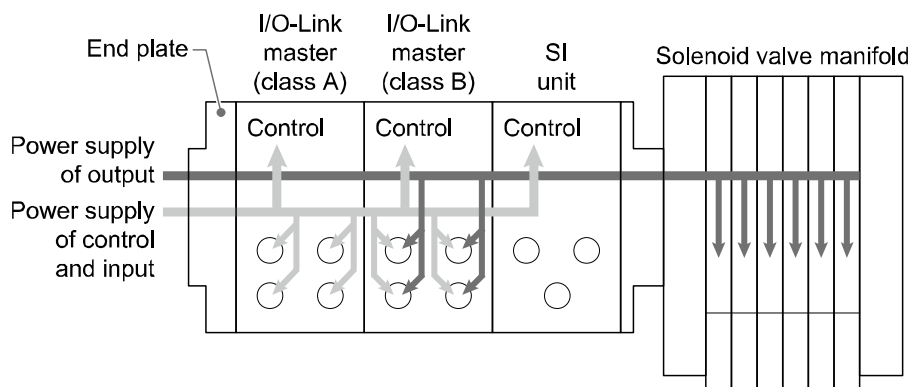 End plate
I/O-Link
master
(class A)
I/O-Link
master
(class B)
SI
unit
Solenoid valve manifold
Control
Control
Control
Power supply
of output
Power supply
of control
and input